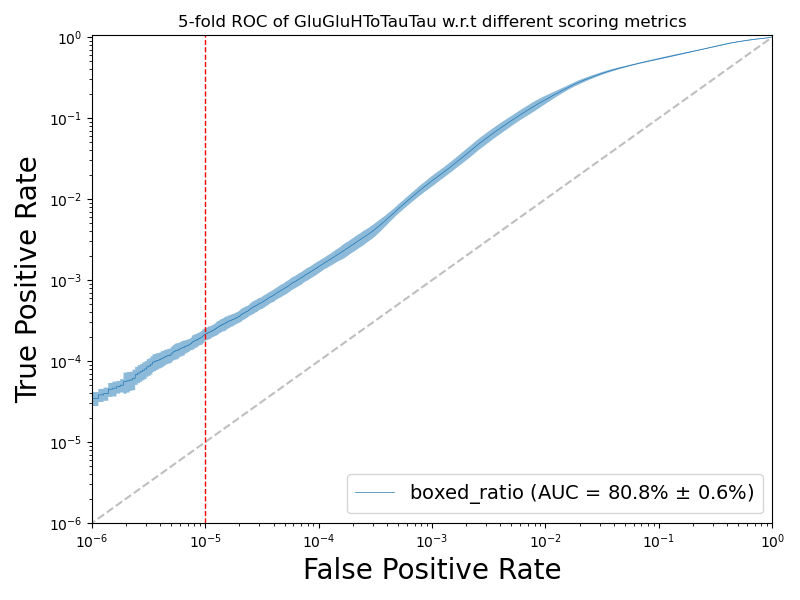 5-fold ROC of GluGluHToTauTau w.r.t different scoring metrics
True Positive Rate
10⁰
10⁻¹
10⁻²
10⁻³
10⁻⁴
10⁻⁵
10⁻⁶
boxed_ratio (AUC = 80.8% ± 0.6%)
10⁻⁶ 10⁻⁵ 10⁻⁴ 10⁻³ 10⁻² 10⁻¹ 10⁰
False Positive Rate